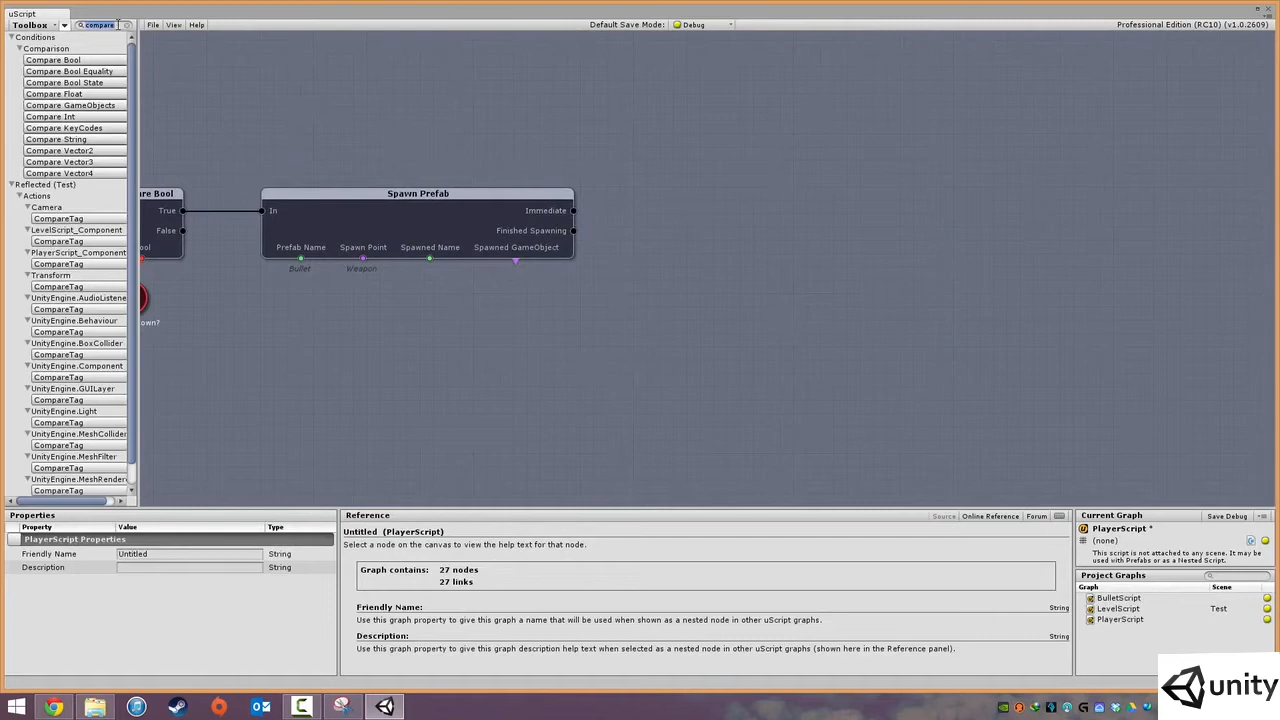 uScript
Toolbox
compare
File
View
Help
Default Save Mode:
Debug
Professional Edition (RC10) (v1.0.2609)
Conditions
Comparison
Compare Bool
Compare Bool Equality
Compare Bool State
Compare Float
Compare GameObjects
Compare Int
Compare KeyCodes
Compare String
Compare Vector2
Compare Vector3
Compare Vector4
Reflected (Test)
Actions
Camera
CompareTag
LevelScript_Component
CompareTag
PlayerScript_Component
CompareTag
Transform
CompareTag
UnityEngine.AudioListene
CompareTag
UnityEngine.Behaviour
CompareTag
UnityEngine.BoxCollider
CompareTag
UnityEngine.Component
CompareTag
UnityEngine.GUILayer
CompareTag
UnityEngine.Light
CompareTag
UnityEngine.MeshCollider
CompareTag
UnityEngine.MeshFilter
CompareTag
UnityEngine.MeshRender
CompareTag
re Bool
True
False
ool
own?
Spawn Prefab
In
Immediate
Finished Spawning
Prefab Name
Spawn Point
Spawned Name
Spawned GameObject
Bullet
Weapon
Properties
Property
Value
Type
PlayerScript Properties
Friendly Name
Untitled
String
Description
String
Reference
Source
Online Reference
Forum
Untitled (PlayerScript)
Select a node on the canvas to view the help text for that node.
Graph contains: 27 nodes
27 links
Friendly Name:
String
Use this graph property to give this graph a name that will be used when shown as a nested node in other uScript graphs.
Description:
String
Use this graph property to give this graph description help text when selected as a nested node in other uScript graphs (shown here in the Reference panel).
Current Graph
Save Debug
PlayerScript *
(none)
This script is not attached to any scene. It may be
used with Prefabs or as a Nested Script.
Project Graphs
Graph
Scene
BulletScript
LevelScript
Test
PlayerScript
unity